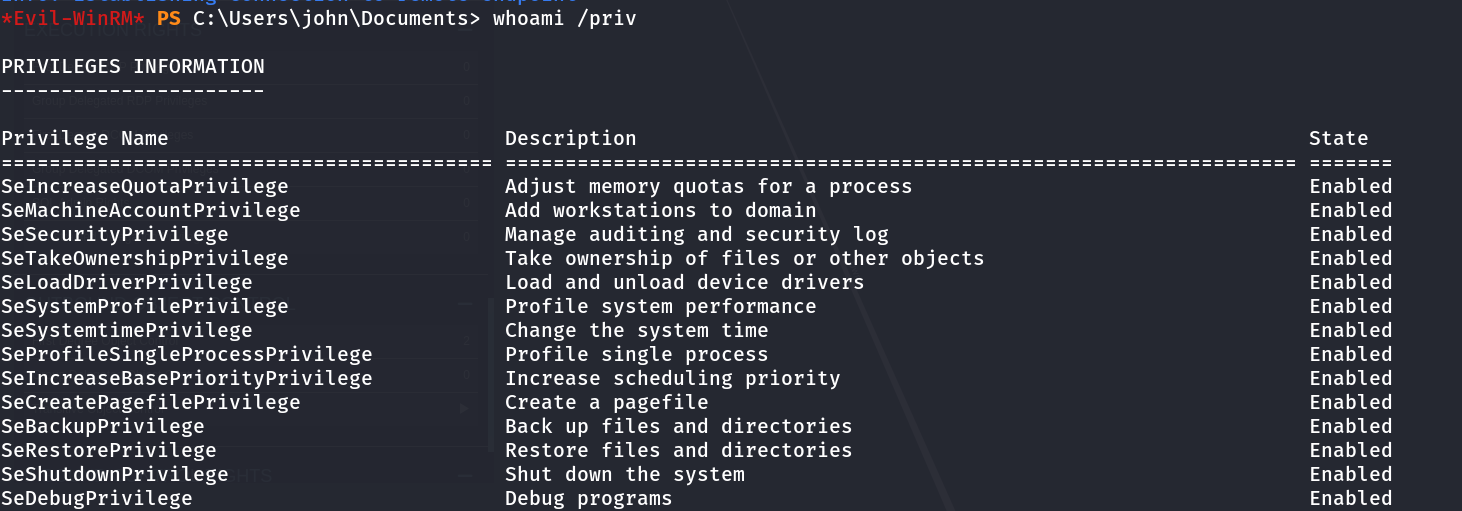 *Evil-WinRM* PS C:\Users\john\Documents> whoami /priv
PRIVILEGES INFORMATION
----------------------
Privilege Name Description State
========================================= ================================================================== =======
SeIncreaseQuotaPrivilege Adjust memory quotas for a process Enabled
SeMachineAccountPrivilege Add workstations to domain Enabled
SeSecurityPrivilege Manage auditing and security log Enabled
SeTakeOwnershipPrivilege Take ownership of files or other objects Enabled
SeLoadDriverPrivilege Load and unload device drivers Enabled
SeSystemProfilePrivilege Profile system performance Enabled
SeSystemtimePrivilege Change the system time Enabled
SeProfileSingleProcessPrivilege Profile single process Enabled
SeIncreaseBasePriorityPrivilege Increase scheduling priority Enabled
SeCreatePagefilePrivilege Create a pagefile Enabled
SeBackupPrivilege Back up files and directories Enabled
SeRestorePrivilege Restore files and directories Enabled
SeShutdownPrivilege Shut down the system Enabled
SeDebugPrivilege Debug programs Enabled